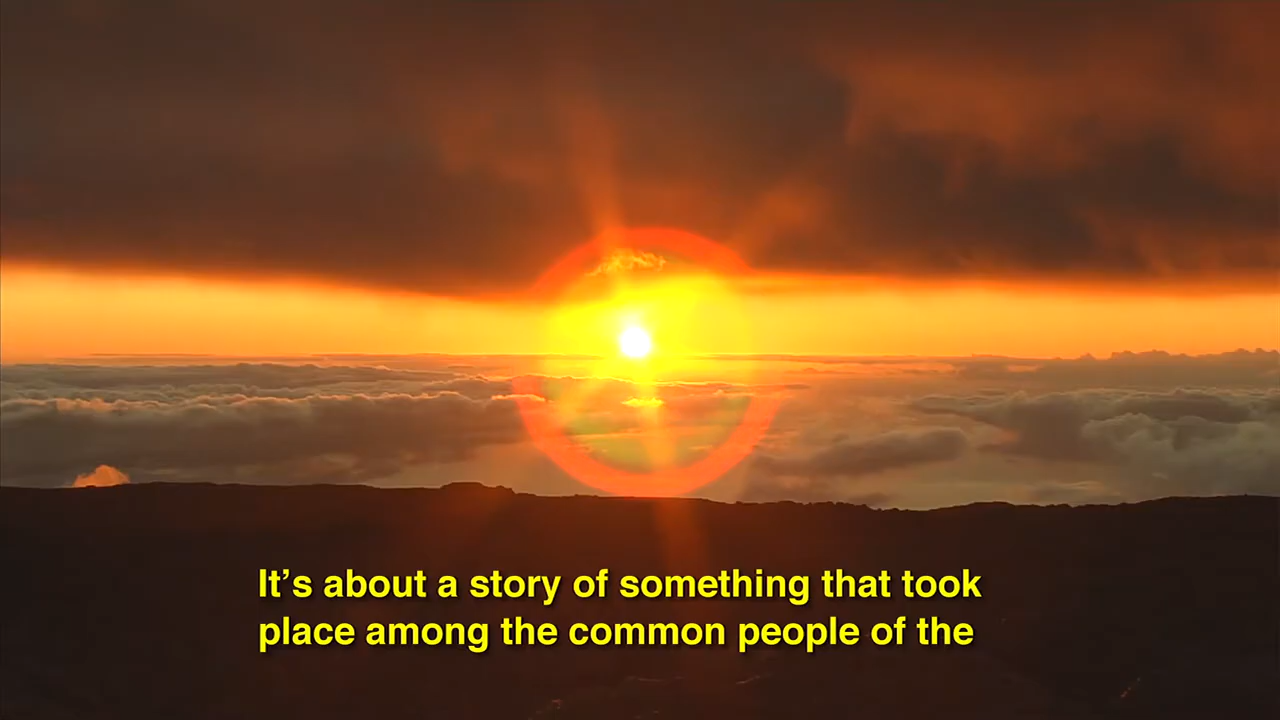 It’s about a story of something that took
place among the common people of the